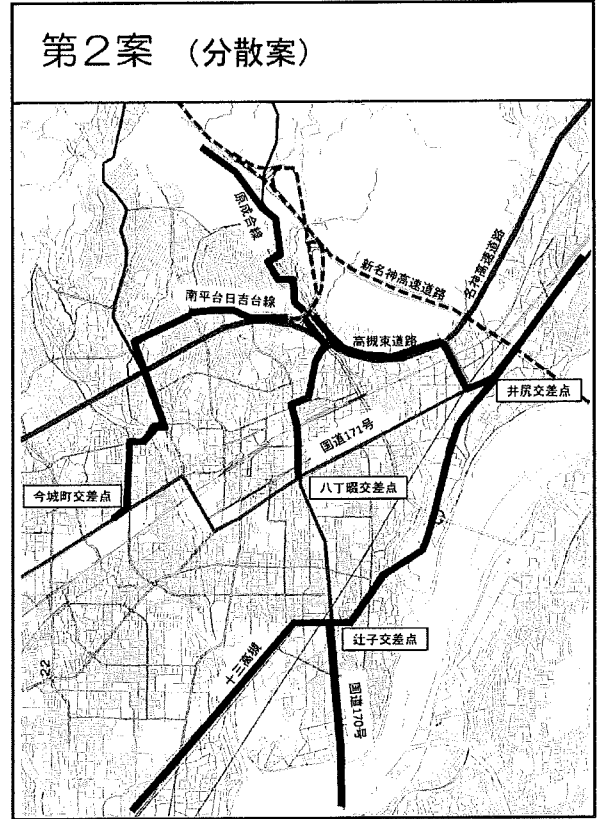 第2案 (分散案)
原成合線
新名神高速道路
名神高速道路
南平台日吉台線
高槻東道路
井尻交差点
国道171号
今城町交差点
八丁畷交差点
辻子交差点
十三高槻
国道170号
22